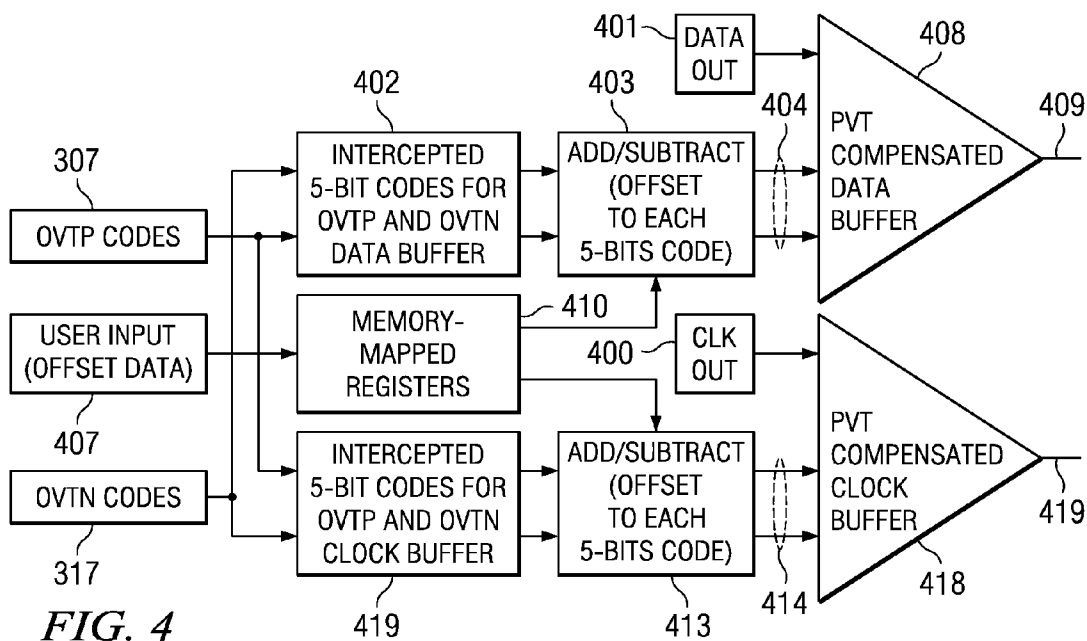 401
DATA
OUT
408
402
403
404
409
307
OVTP CODES
INTERCEPTED
5-BIT CODES FOR
OVTP AND OVTN
DATA BUFFER
ADD/SUBTRACT
(OFFSET
TO EACH
5-BITS CODE)
PVT
COMPENSATED
DATA
BUFFER
USER INPUT
(OFFSET DATA)
407
MEMORY-
MAPPED
REGISTERS
410
400
CLK
OUT
OVTN CODES
317
INTERCEPTED
5-BIT CODES FOR
OVTP AND OVTN
CLOCK BUFFER
419
ADD/SUBTRACT
(OFFSET
TO EACH
5-BITS CODE)
413
414
PVT
COMPENSATED
CLOCK
BUFFER
419
418
FIG. 4